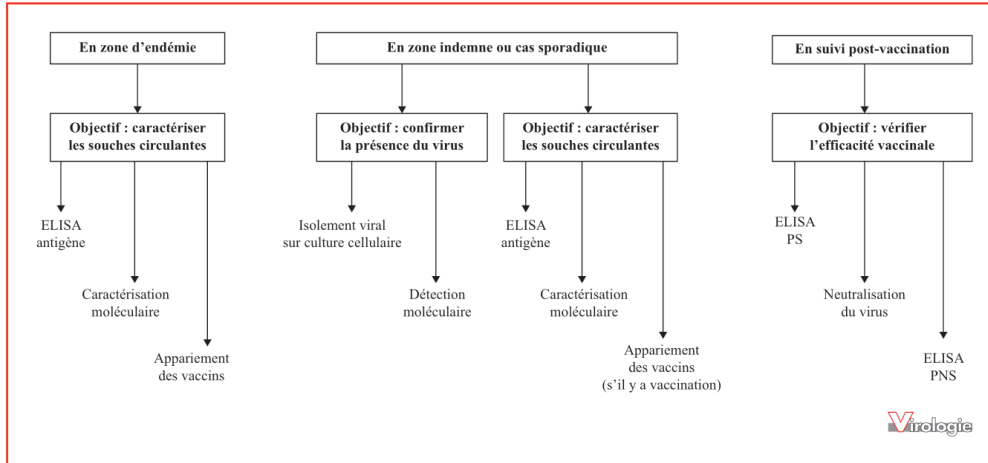 En zone d'endémie
En zone indemne ou cas sporadique
En suivi post-vaccination
Objectif : caractériser
les souches circulantes
Objectif : confirmer
la présence du virus
Objectif : caractériser
les souches circulantes
Objectif : vérifier
l'efficacité vaccinale
ELISA
antigène
Caractérisation
moléculaire
Appariement
des vaccins
Isolement viral
sur culture cellulaire
Détection
moléculaire
ELISA
antigène
Caractérisation
moléculaire
Appariement
des vaccins
(s'il y a vaccination)
ELISA
PS
Neutralisation
du virus
ELISA
PNS
Virologie